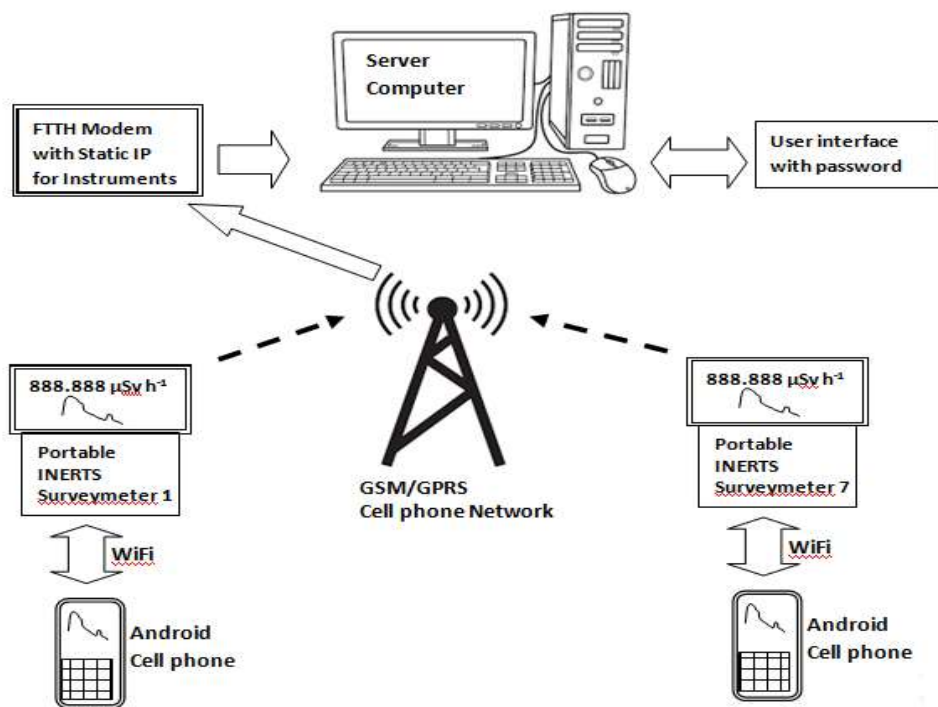 Server
Computer
FTTH Modem
with Static IP
for Instruments
User interface
with password
888.888 µSv h⁻¹
Portable
INERTS
Surveymeter 1
WiFi
Android
Cell phone
GSM/GPRS
Cell phone Network
888.888 µSv h⁻¹
Portable
INERTS
Surveymeter 7
WiFi
Android
Cell phone